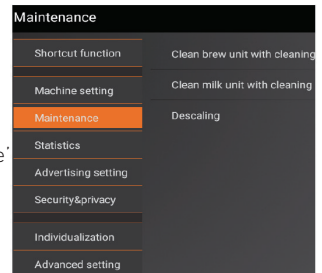 Maintenance
Shortcut function
Machine setting
Maintenance
Statistics
Advertising setting
Security&privacy
Individualization
Advanced setting
Clean brew unit with cleaning
Clean milk unit with cleaning
Descaling